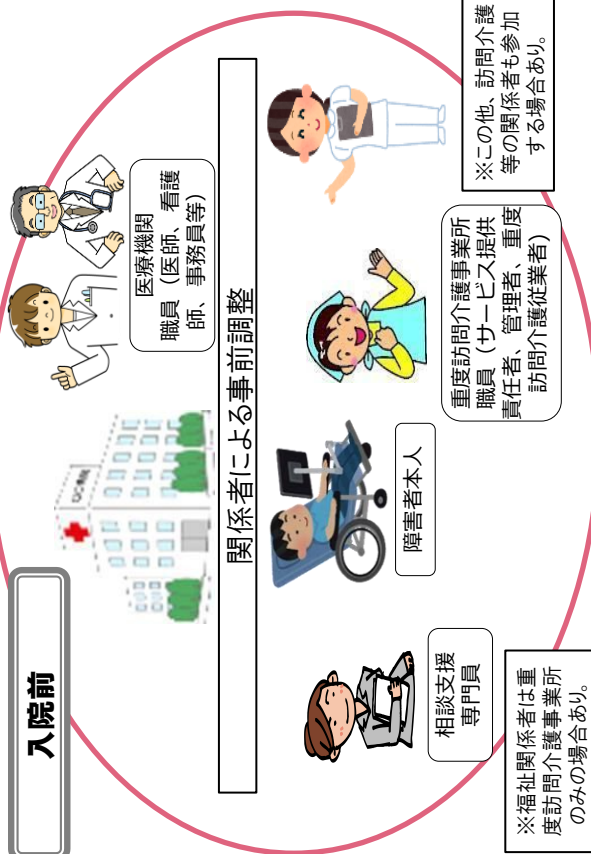 入院前
医療機関
職員（医師、看護
師、事務員等）
関係者による事前調整
相談支援
専門員
障害者本人
重度訪問介護事業所
職員（サービス提供
責任者、管理者、重度
訪問介護従業者）
※福祉関係者は重
度訪問介護事業所
のみの場合あり。
※この他、訪問介護
等の関係者も参加
する場合あり。